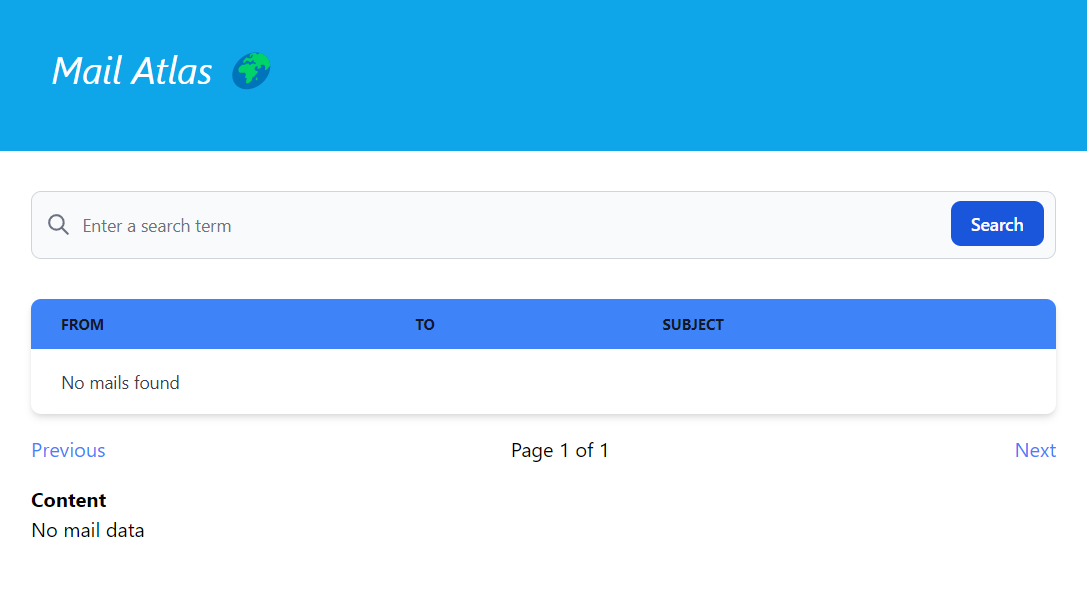 Mail Atlas
Enter a search term
Search
FROM TO SUBJECT
No mails found
Previous Page 1 of 1 Next
Content
No mail data